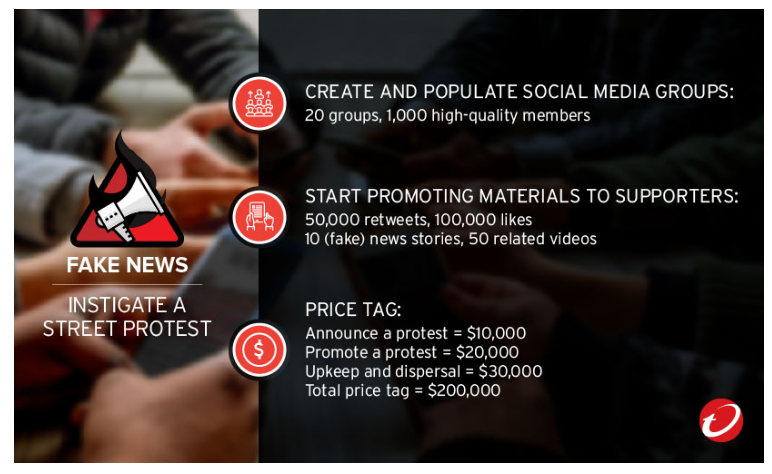 FAKE NEWS
INSTIGATE A
STREET PROTEST
CREATE AND POPULATE SOCIAL MEDIA GROUPS:
20 groups, 1,000 high-quality members
START PROMOTING MATERIALS TO SUPPORTERS:
50,000 retweets, 100,000 likes
10 (fake) news stories, 50 related videos
PRICE TAG:
Announce a protest = $10,000
Promote a protest = $20,000
Upkeep and dispersal = $30,000
Total price tag = $200,000